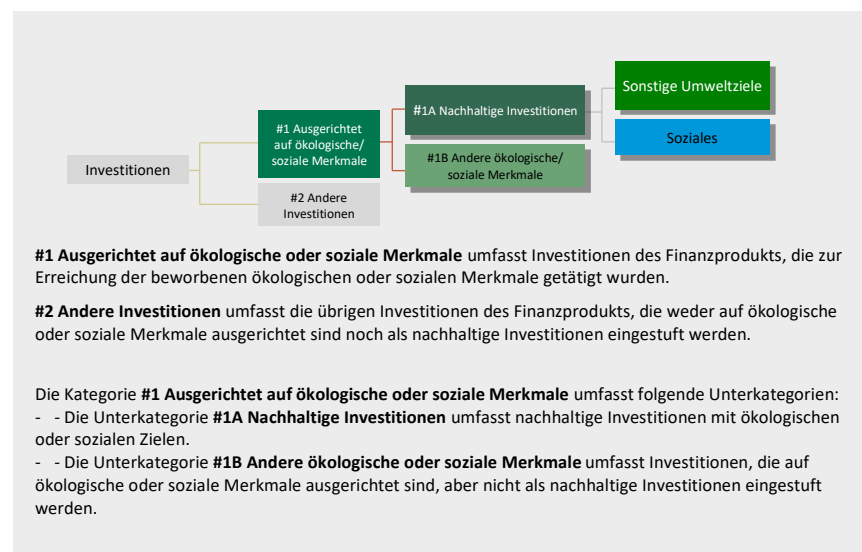 Sonstige Umweltziele
#1A Nachhaltige Investitionen
#1 Ausgerichtet
auf ökologische/
soziale Merkmale
Soziales
#1B Andere ökologische/
soziale Merkmale
Investitionen
#2 Andere
Investitionen
#1 Ausgerichtet auf ökologische oder soziale Merkmale umfasst Investitionen des Finanzprodukts, die zur
Erreichung der beworbenen ökologischen oder sozialen Merkmale getätigt wurden.
#2 Andere Investitionen umfasst die übrigen Investitionen des Finanzprodukts, die weder auf ökologische
oder soziale Merkmale ausgerichtet sind noch als nachhaltige Investitionen eingestuft werden.
Die Kategorie #1 Ausgerichtet auf ökologische oder soziale Merkmale umfasst folgende Unterkategorien:
- - Die Unterkategorie #1A Nachhaltige Investitionen umfasst nachhaltige Investitionen mit ökologischen
oder sozialen Zielen.
- - Die Unterkategorie #1B Andere ökologische oder soziale Merkmale umfasst Investitionen, die auf
ökologische oder soziale Merkmale ausgerichtet sind, aber nicht als nachhaltige Investitionen eingestuft
werden.